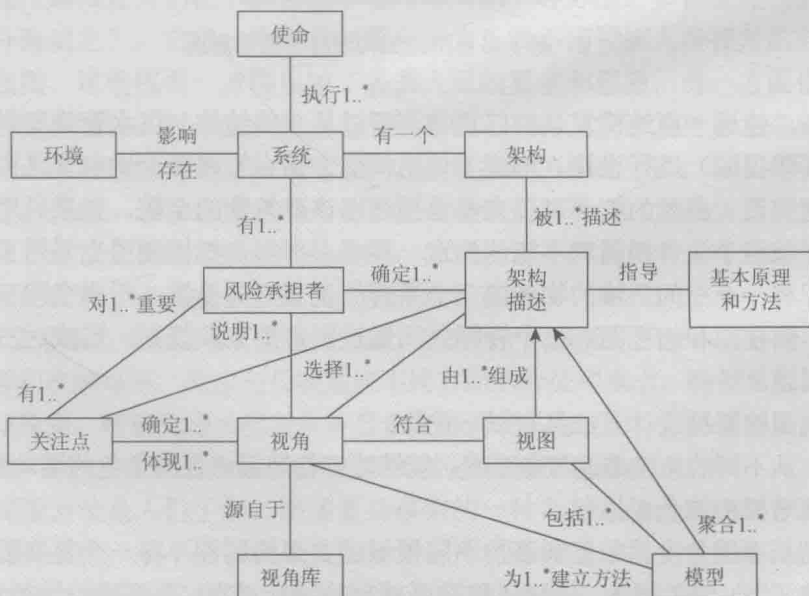 使命
执行1..*
环境
影响
存在
系统
有一个
架构
有1..*
被1..*描述
对1..*重要
风险承担者
确定1..*
架构
描述
指导
基本原理
和方法
说明1..*
选择1..*
由1..*组成
有1..*
关注点
确定1..*
体现1..*
视角
符合
视图
源自于
包括1..*
聚合1..*
视角库
为1..*建立方法
模型